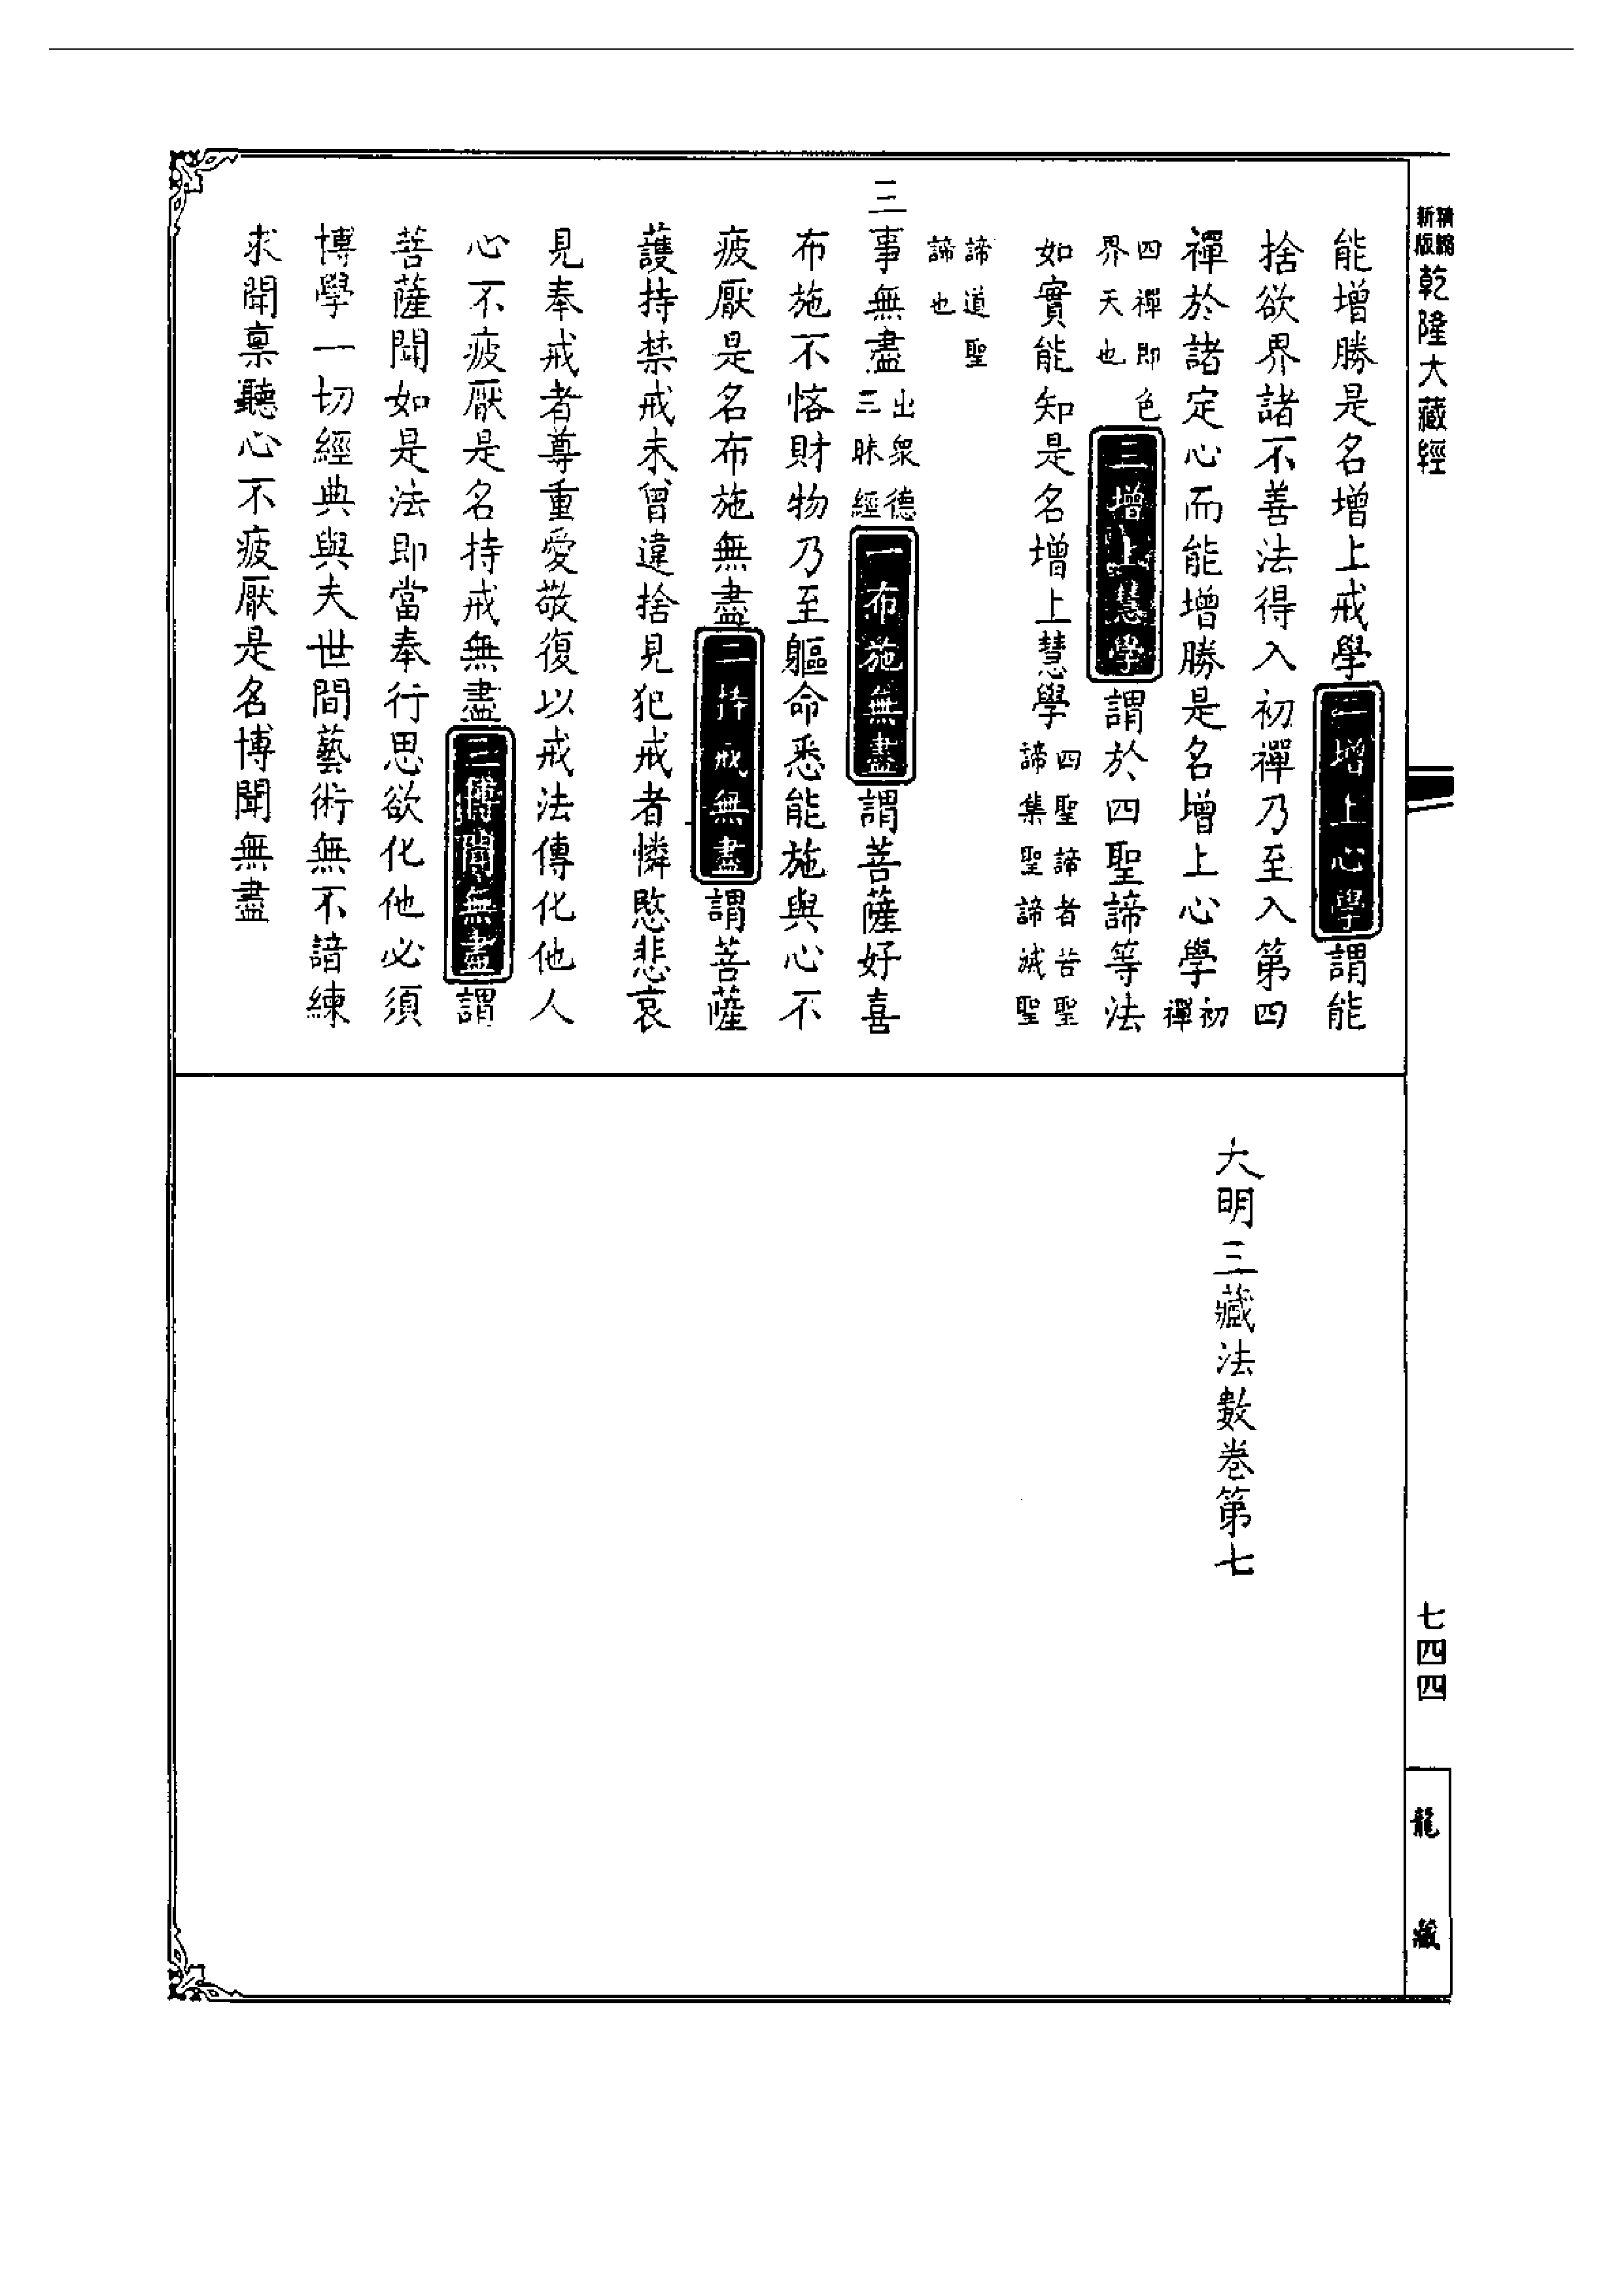 新版精縮
乾隆大藏經
能增勝是名增上戒學二增上心學謂能
捨欲界諸不善法得入初禪乃至入第四
禪於諸定心而能增勝是名增上心學初禪
四禪即色界天也三增上慧學謂於四聖諦等法
如實能知是名增上慧學四聖諦者苦聖諦集聖諦滅聖
諦道聖諦也
三事無盡出眾德三昧經一布施無盡謂菩薩好喜
布施不悋財物乃至軀命悉能施與心不
疲厭是名布施無盡二持戒無盡謂菩薩
護持禁戒未曾違捨見犯戒者憐愍悲哀
見奉戒者尊重愛敬復以戒法傳化他人
心不疲厭是名持戒無盡三博聞無盡謂
菩薩聞如是法即當奉行思欲化他必須
博學一切經典與夫世間藝術無不諳練
求聞稟聽心不疲厭是名博聞無盡
大明三藏法數卷第七
七四四
龍藏